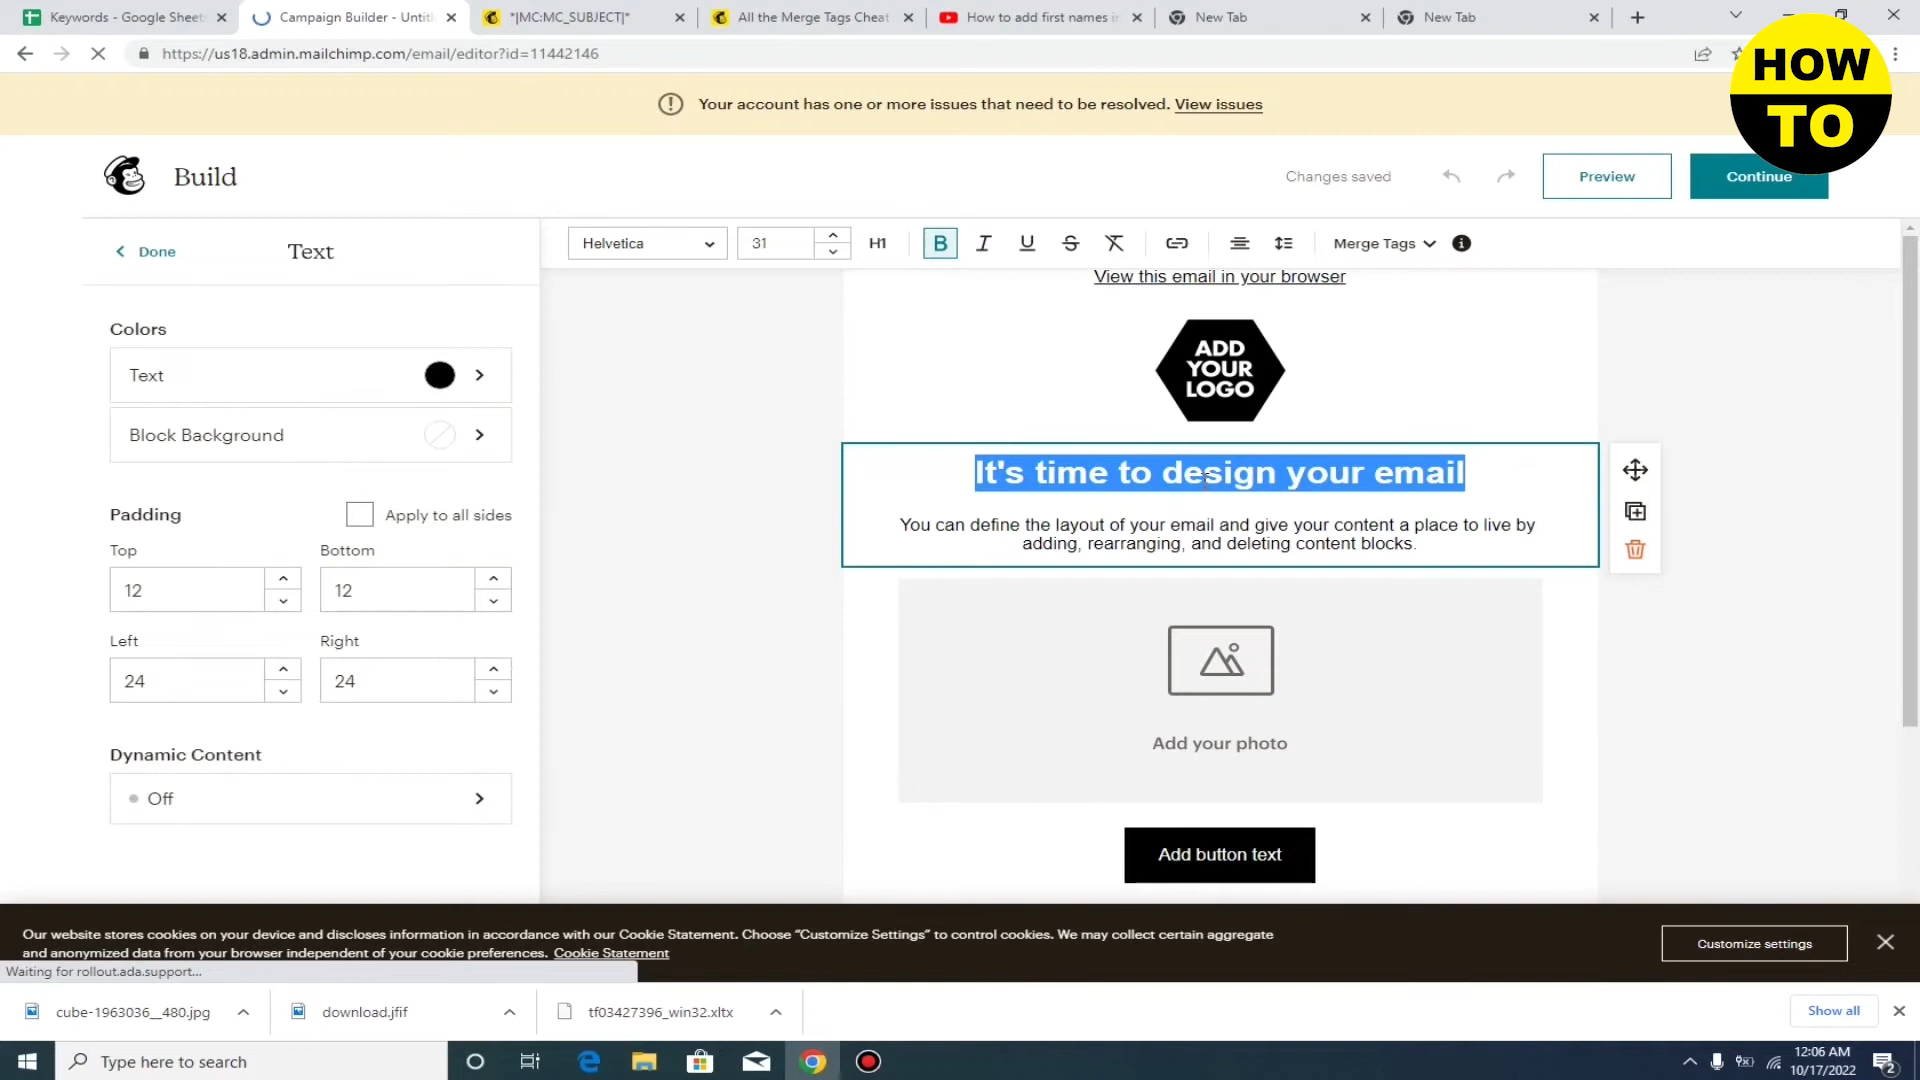 Keywords - Google Sheet
Campaign Builder - Untitl
*|MC:MC_SUBJECT|*
All the Merge Tags Cheat
How to add first names in
New Tab
New Tab
https://us18.admin.mailchimp.com/email/editor?id=11442146
HOW
TO
Your account has one or more issues that need to be resolved. View issues
Build
Changes saved
Preview
Continue
Done
Text
Helvetica
31
H1
B
I
U
S
Merge Tags
View this email in your browser
Colors
Text
Block Background
ADD
YOUR
LOGO
It's time to design your email
You can define the layout of your email and give your content a place to live by
adding, rearranging, and deleting content blocks.
Padding
Apply to all sides
Top
Bottom
12
12
Left
Right
24
24
Dynamic Content
Off
Add your photo
Add button text
Our website stores cookies on your device and discloses information in accordance with our Cookie Statement. Choose "Customize Settings" to control cookies. We may collect certain aggregate
and anonymized data from your browser independent of your cookie preferences. Cookie Statement
Customize settings
Waiting for rollout.ada.support...
cube-1963036__480.jpg
download.jfif
tf03427396_win32.xltx
Show all
Type here to search
12:06 AM
10/17/2022
2